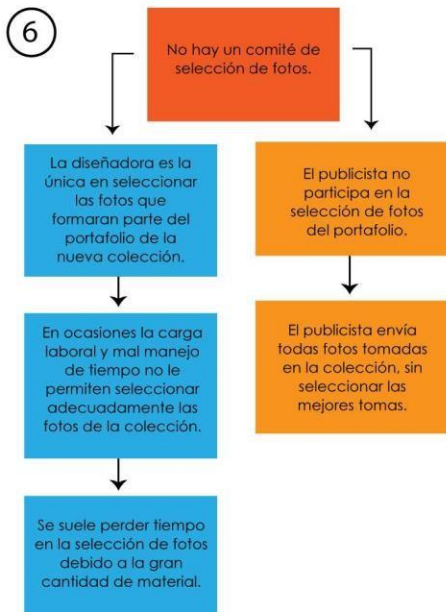 6
No hay un comité de
selección de fotos.
La diseñadora es la
única en seleccionar
las fotos que
formaran parte del
portafolio de la
nueva colección.
En ocasiones la carga
laboral y mal manejo
de tiempo no le
permiten seleccionar
adecuadamente las
fotos de la colección.
Se suele perder tiempo
en la selección de fotos
debido a la gran
cantidad de material.
El publicista no
participa en la
selección de fotos
del portafolio.
El publicista envía
todas fotos tomadas
en la colección, sin
seleccionar las
mejores tomas.